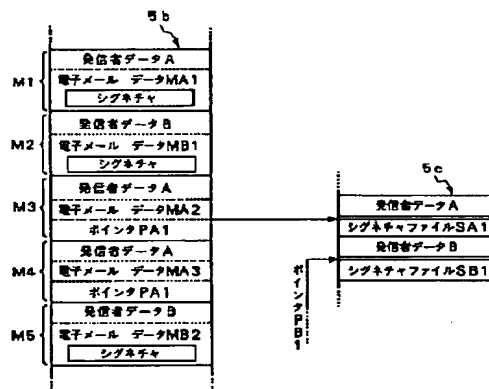 5b
M1
発信者データA
電子メール データMA1
シグネチャ
M2
発信者データB
電子メール データMB1
シグネチャ
M3
発信者データA
電子メール データMA2
ポインタPA1
M4
発信者データA
電子メール データMA3
ポインタPA1
M5
発信者データB
電子メール データMB2
シグネチャ
5c
発信者データA
シグネチャファイルSA1
発信者データB
シグネチャファイルSB1
ポインタPB1